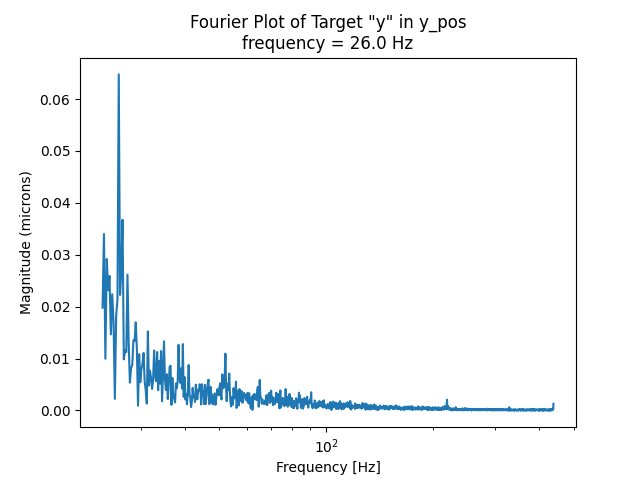 Fourier Plot of Target "y" in y_pos
frequency = 26.0 Hz
0.06
0.05
0.04
0.03
0.02
0.01
0.00
Magnitude (microns)
10²
Frequency [Hz]